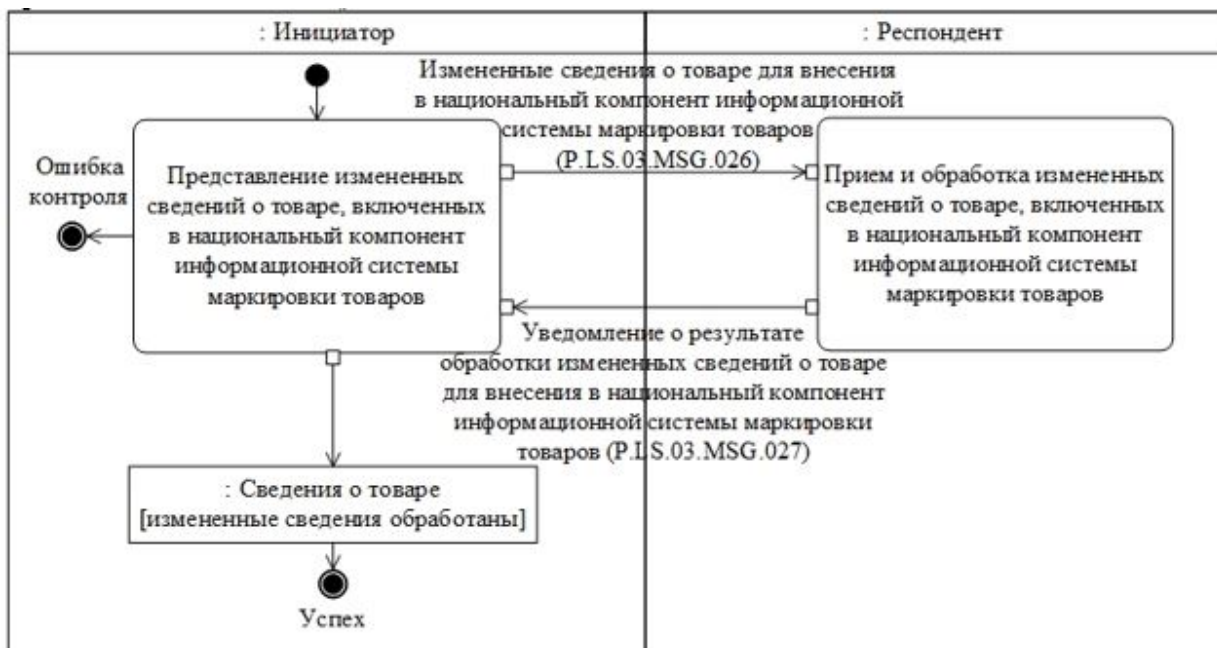 : Инициатор
: Респондент
Измененные сведения о товаре для внесения
в национальный компонент информационной
системы маркировки товаров
(P.LS.03.MSG.026)
Ошибка
контроля
Представление измененных
сведений о товаре, включенных
в национальный компонент
информационной системы
маркировки товаров
Прием и обработка измененных
сведений о товаре, включенных
в национальный компонент
информационной системы
маркировки товаров
Уведомление о результате
обработки измененных сведений о товаре
для внесения в национальный компонент
информационной системы маркировки
товаров (P.LS.03.MSG.027)
: Сведения о товаре
[измененные сведения обработаны]
Успех